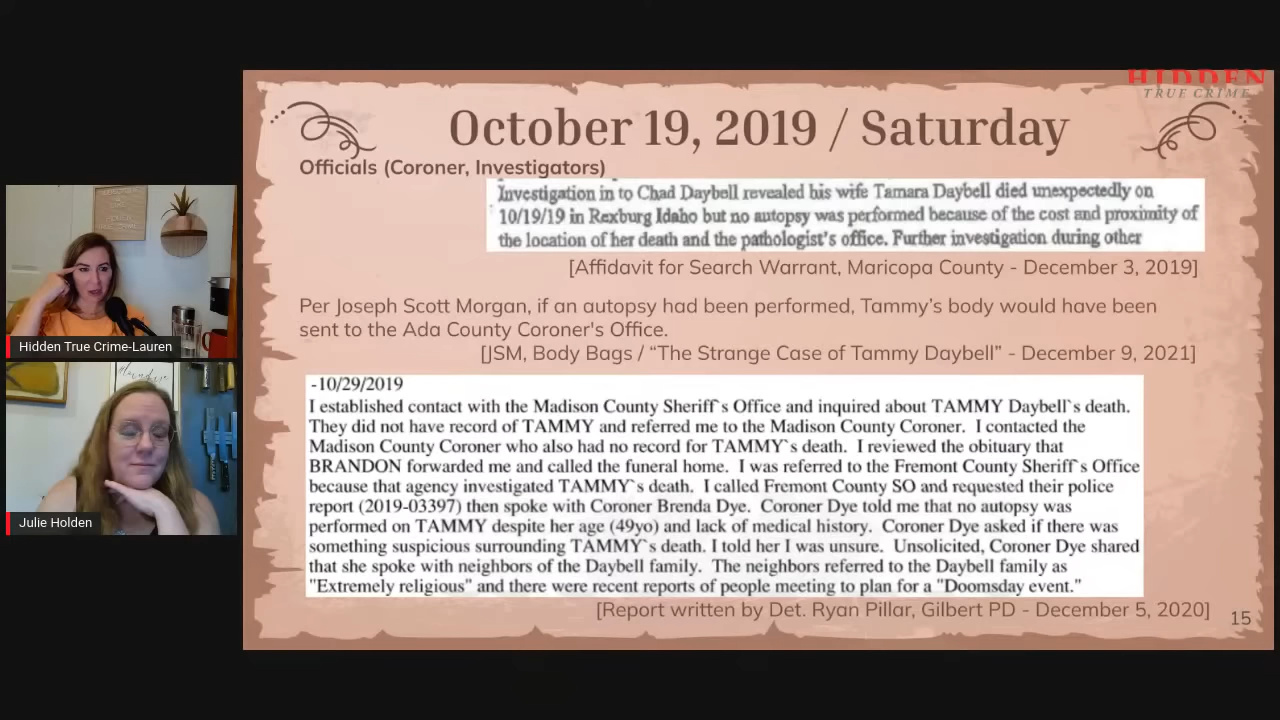 HIDDEN
TRUE CRIME
October 19, 2019 / Saturday
Officials (Coroner, Investigators)
Investigation in to Chad Daybell revealed his wife Tamara Daybell died unexpectedly on
10/19/19 in Rexburg Idaho but no autopsy was performed because of the cost and proximity of
the location of her death and the pathologist's office. Further investigation during other
[Affidavit for Search Warrant, Maricopa County - December 3, 2019]
Per Joseph Scott Morgan, if an autopsy had been performed, Tammy's body would have been
sent to the Ada County Coroner's Office.
[JSM, Body Bags / “The Strange Case of Tammy Daybell” - December 9, 2021]
-10/29/2019
I established contact with the Madison County Sheriff`s Office and inquired about TAMMY Daybell`s death.
They did not have record of TAMMY and referred me to the Madison County Coroner. I contacted the
Madison County Coroner who also had no record for TAMMY`s death. I reviewed the obituary that
BRANDON forwarded me and called the funeral home. I was referred to the Fremont County Sheriff`s Office
because that agency investigated TAMMY`s death. I called Fremont County SO and requested their police
report (2019-03397) then spoke with Coroner Brenda Dye. Coroner Dye told me that no autopsy was
performed on TAMMY despite her age (49yo) and lack of medical history. Coroner Dye asked if there was
something suspicious surrounding TAMMY`s death. I told her I was unsure. Unsolicited, Coroner Dye shared
that she spoke with neighbors of the Daybell family. The neighbors referred to the Daybell family as
"Extremely religious" and there were recent reports of people meeting to plan for a "Doomsday event."
[Report written by Det. Ryan Pillar, Gilbert PD - December 5, 2020]
15
Hidden True Crime-Lauren
Julie Holden